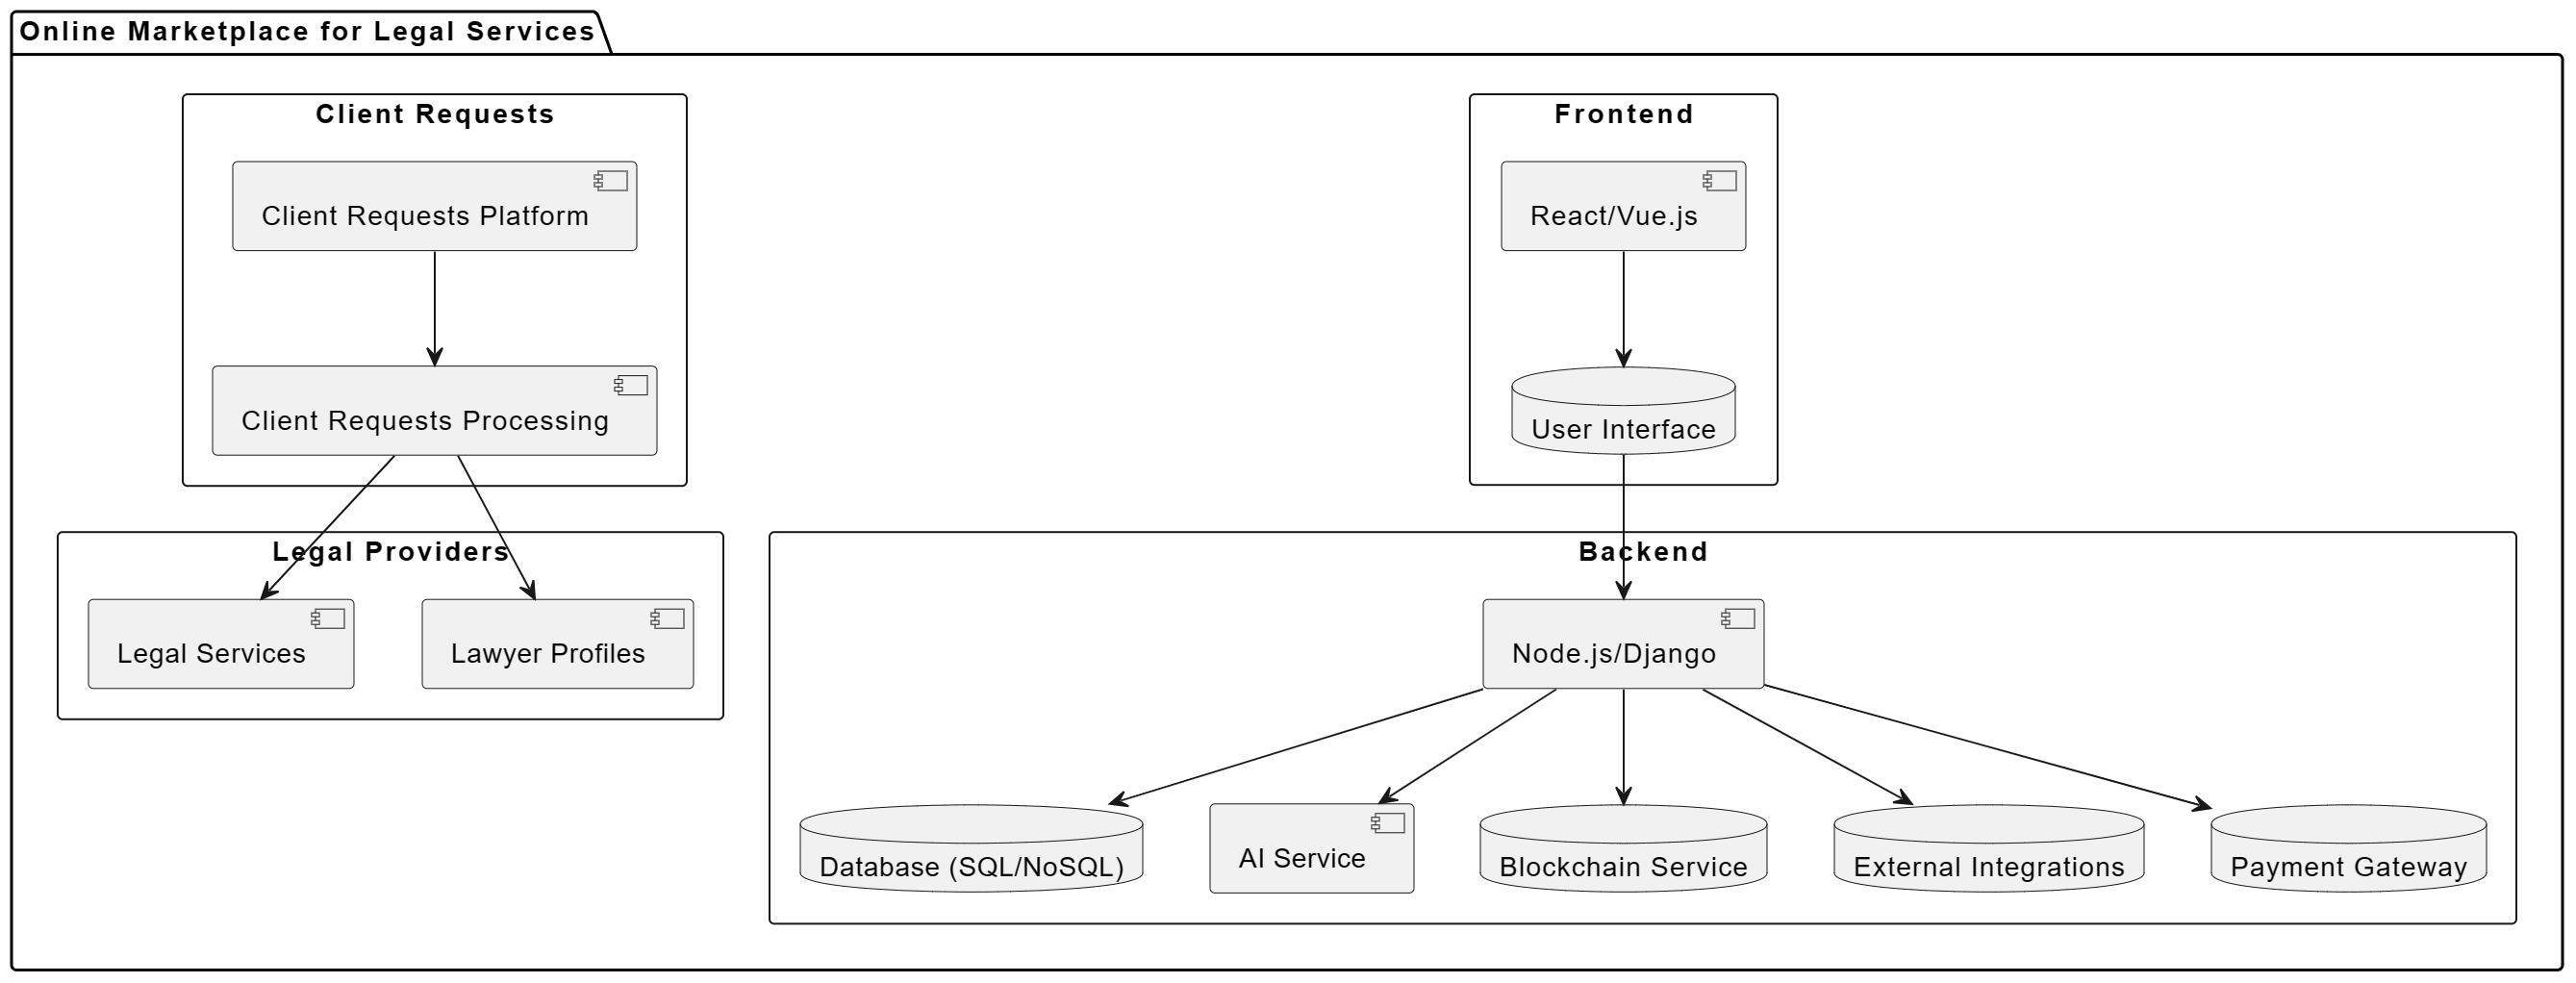 Online Marketplace for Legal Services
Client Requests
Client Requests Platform
Client Requests Processing
Legal Providers
Legal Services
Lawyer Profiles
Frontend
React/Vue.js
User Interface
Backend
Node.js/Django
Database (SQL/NoSQL)
AI Service
Blockchain Service
External Integrations
Payment Gateway